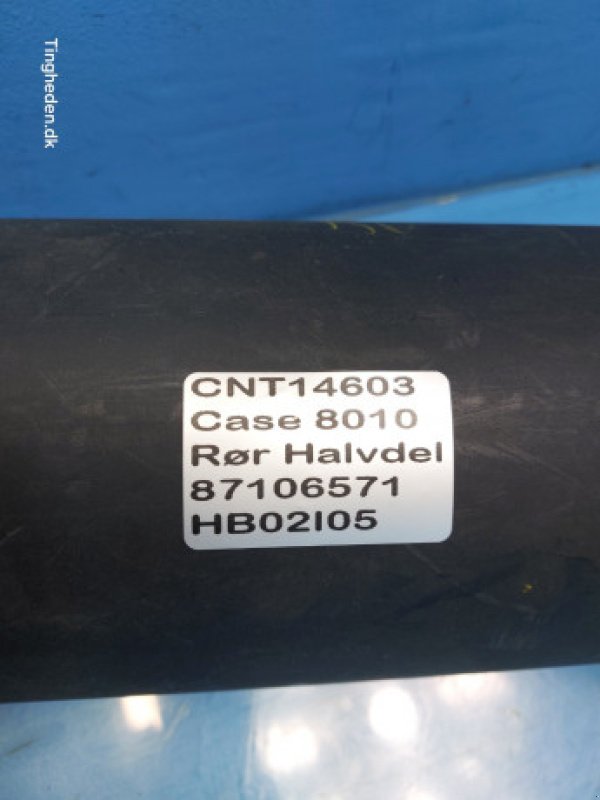 Tingheden.dk
CNT14603
Case 8010
Rør Halvdel
87106571
HB02I05